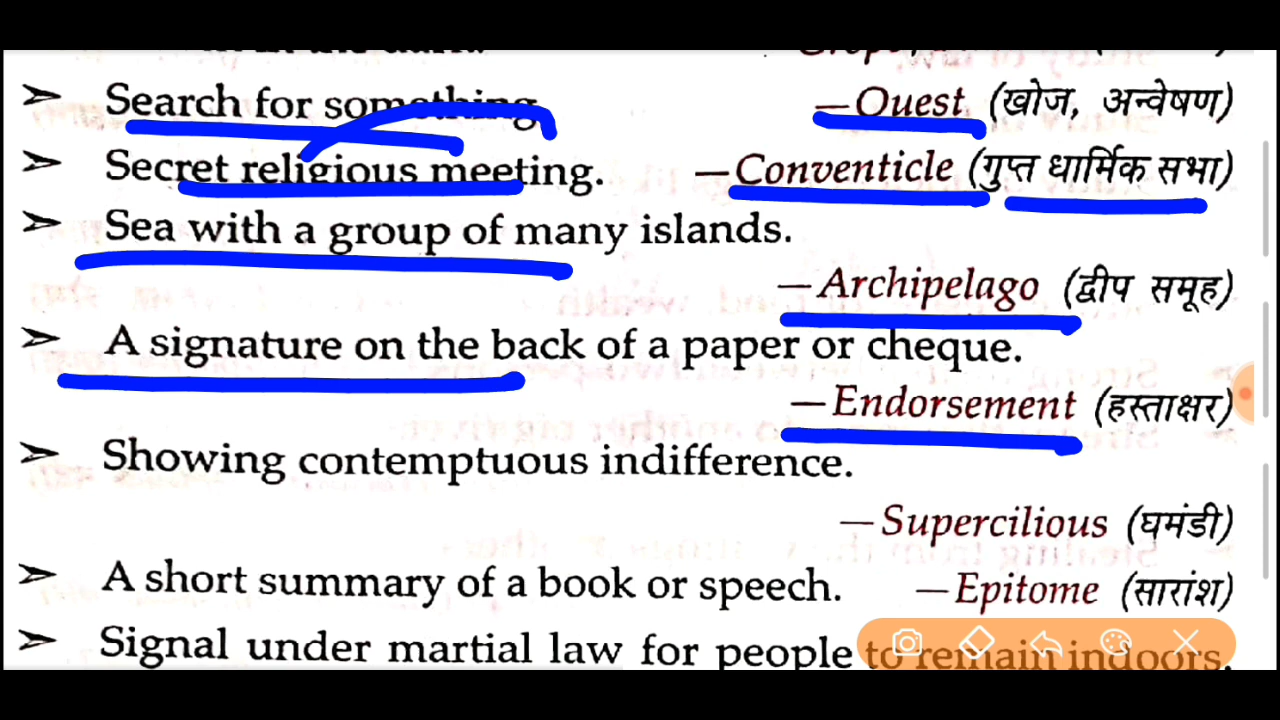 ➢ Search for something. —Quest (खोज, अन्वेषण)
➢ Secret religious meeting. —Conventicle (गुप्त धार्मिक सभा)
➢ Sea with a group of many islands.
—Archipelago (द्वीप समूह)
➢ A signature on the back of a paper or cheque.
—Endorsement (हस्ताक्षर)
➢ Showing contemptuous indifference.
—Supercilious (घमंडी)
➢ A short summary of a book or speech. —Epitome (सारांश)
➢ Signal under martial law for people to remain indoors.